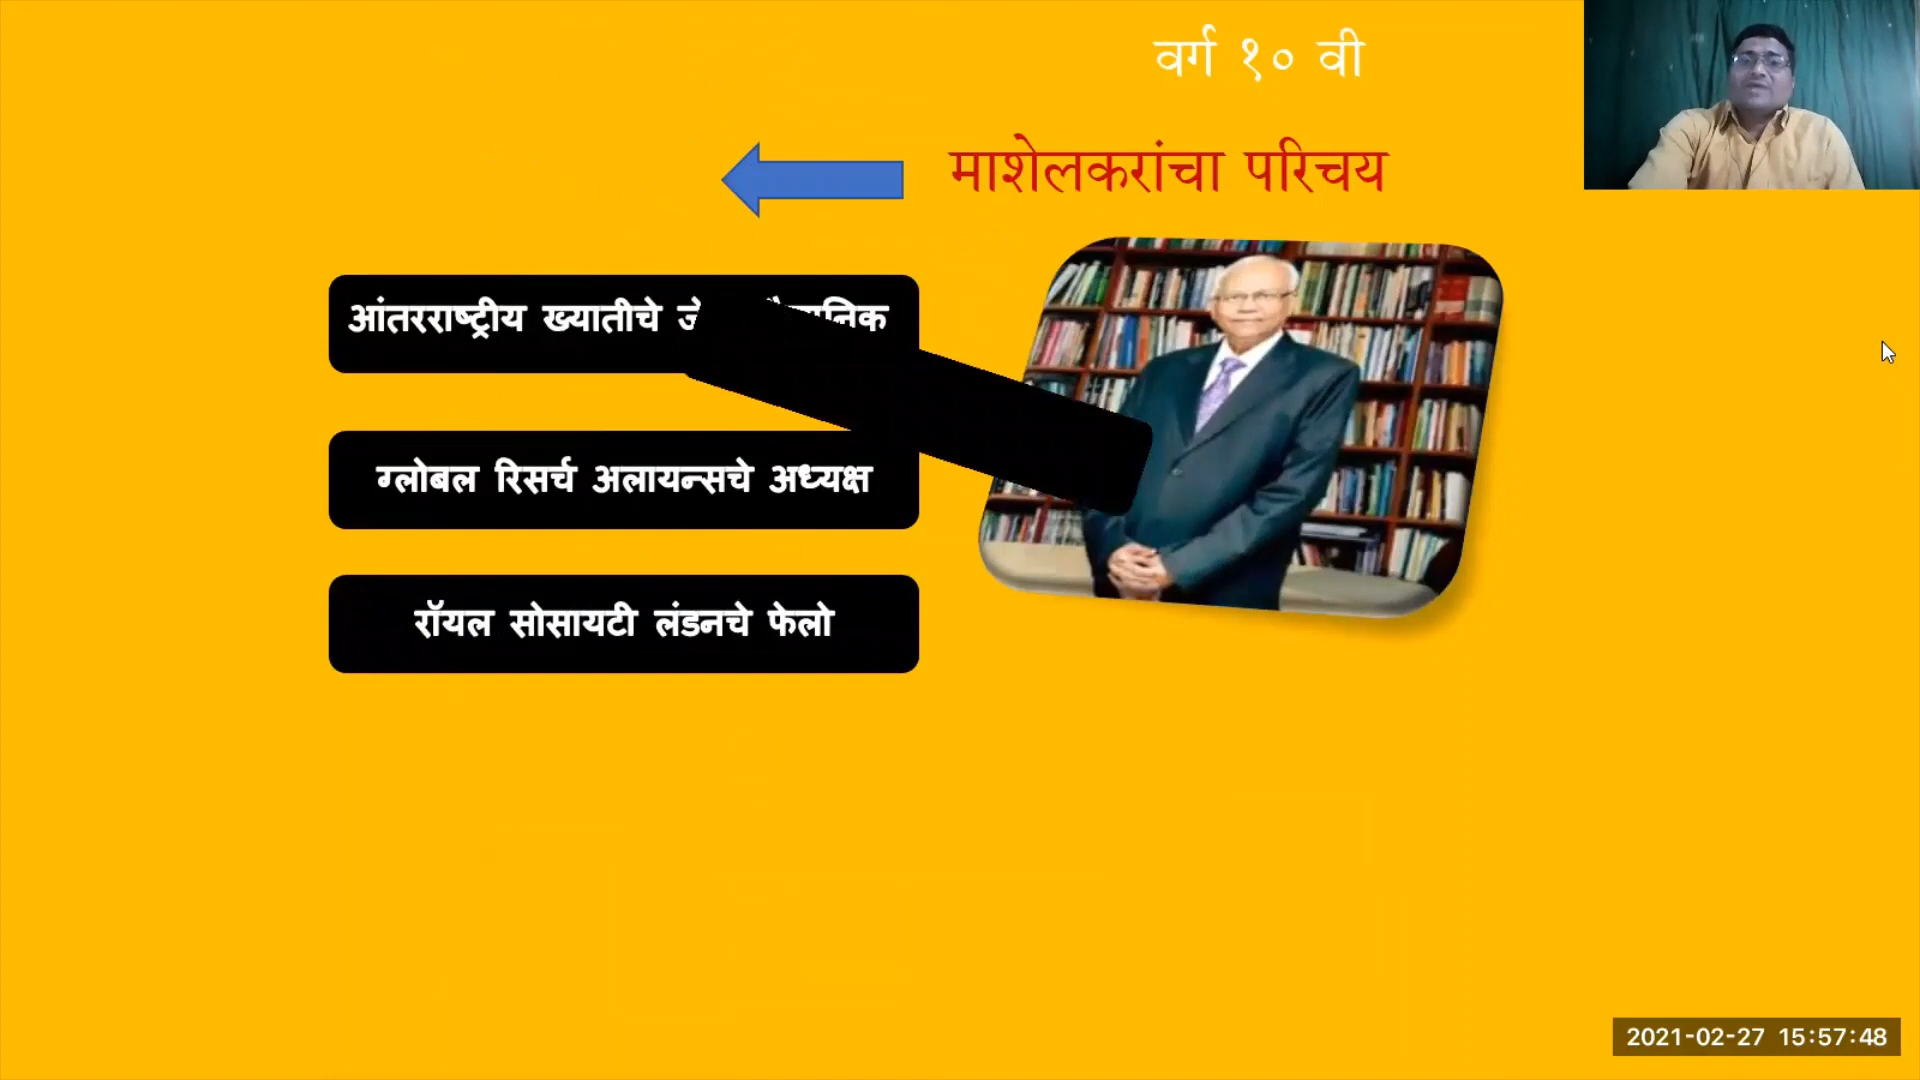 वर्ग १० वी
माशेलकरांचा परिचय
आंतरराष्ट्रीय ख्यातीचे
ग्लोबल रिसर्च अलायन्सचे अध्यक्ष
रॉयल सोसायटी लंडनचे फेलो
2021-02-27 15:57:48